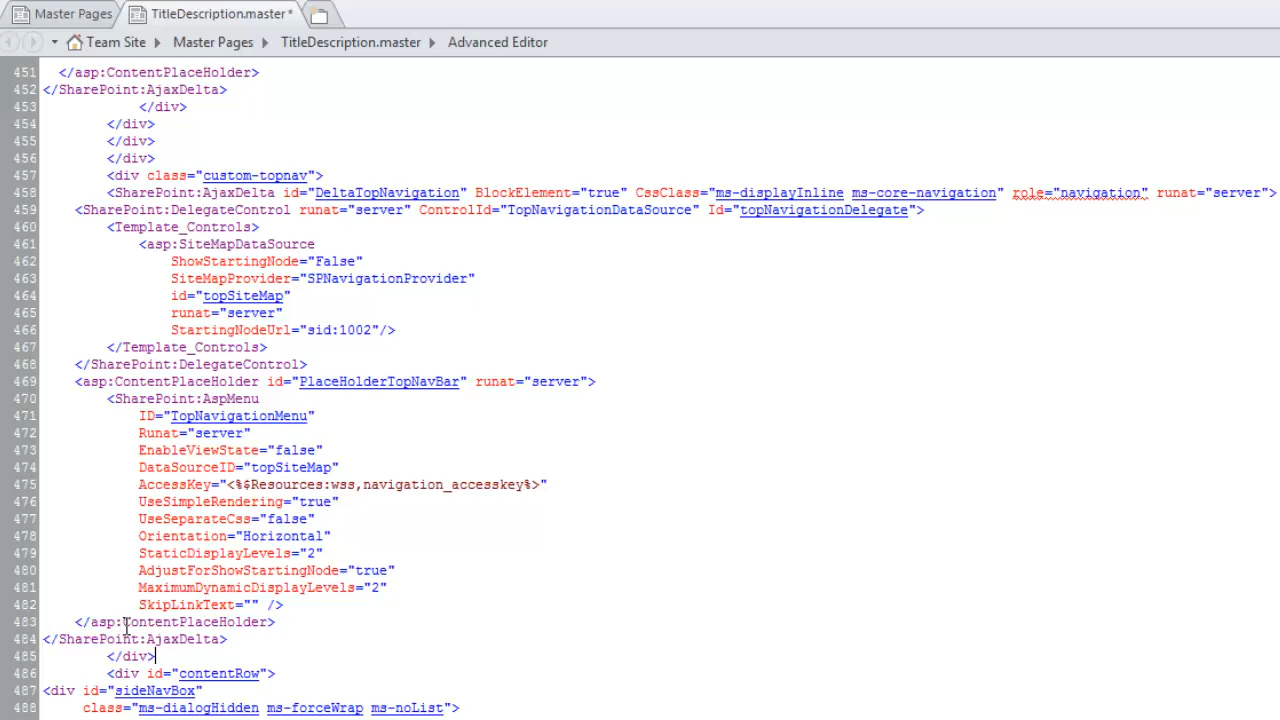 Master Pages TitleDescription.master *
Team Site Master Pages TitleDescription.master Advanced Editor
451 </asp:ContentPlaceHolder>
452 </SharePoint:AjaxDelta>
453 </div>
454 </div>
455 </div>
456 </div>
457 <div class="custom-topnav">
458 <SharePoint:AjaxDelta id="DeltaTopNavigation" BlockElement="true" CssClass="ms-displayInline ms-core-navigation" role="navigation" runat="server">
459 <SharePoint:DelegateControl runat="server" ControlId="TopNavigationDataSource" Id="topNavigationDelegate">
460 <Template_Controls>
461 <asp:SiteMapDataSource
462 ShowStartingNode="False"
463 SiteMapProvider="SPNavigationProvider"
464 id="topSiteMap"
465 runat="server"
466 StartingNodeUrl="sid:1002"/>
467 </Template_Controls>
468 </SharePoint:DelegateControl>
469 <asp:ContentPlaceHolder id="PlaceHolderTopNavBar" runat="server">
470 <SharePoint:AspMenu
471 ID="TopNavigationMenu"
472 Runat="server"
473 EnableViewState="false"
474 DataSourceID="topSiteMap"
475 AccessKey="<%$Resources:wss,navigation_accesskey%>"
476 UseSimpleRendering="true"
477 UseSeparateCss="false"
478 Orientation="Horizontal"
479 StaticDisplayLevels="2"
480 AdjustForShowStartingNode="true"
481 MaximumDynamicDisplayLevels="2"
482 SkipLinkText="" />
483 </asp:ContentPlaceHolder>
484 </SharePoint:AjaxDelta>
485 </div>
486 <div id="contentRow">
487 <div id="sideNavBox"
488 class="ms-dialogHidden ms-forceWrap ms-noList">